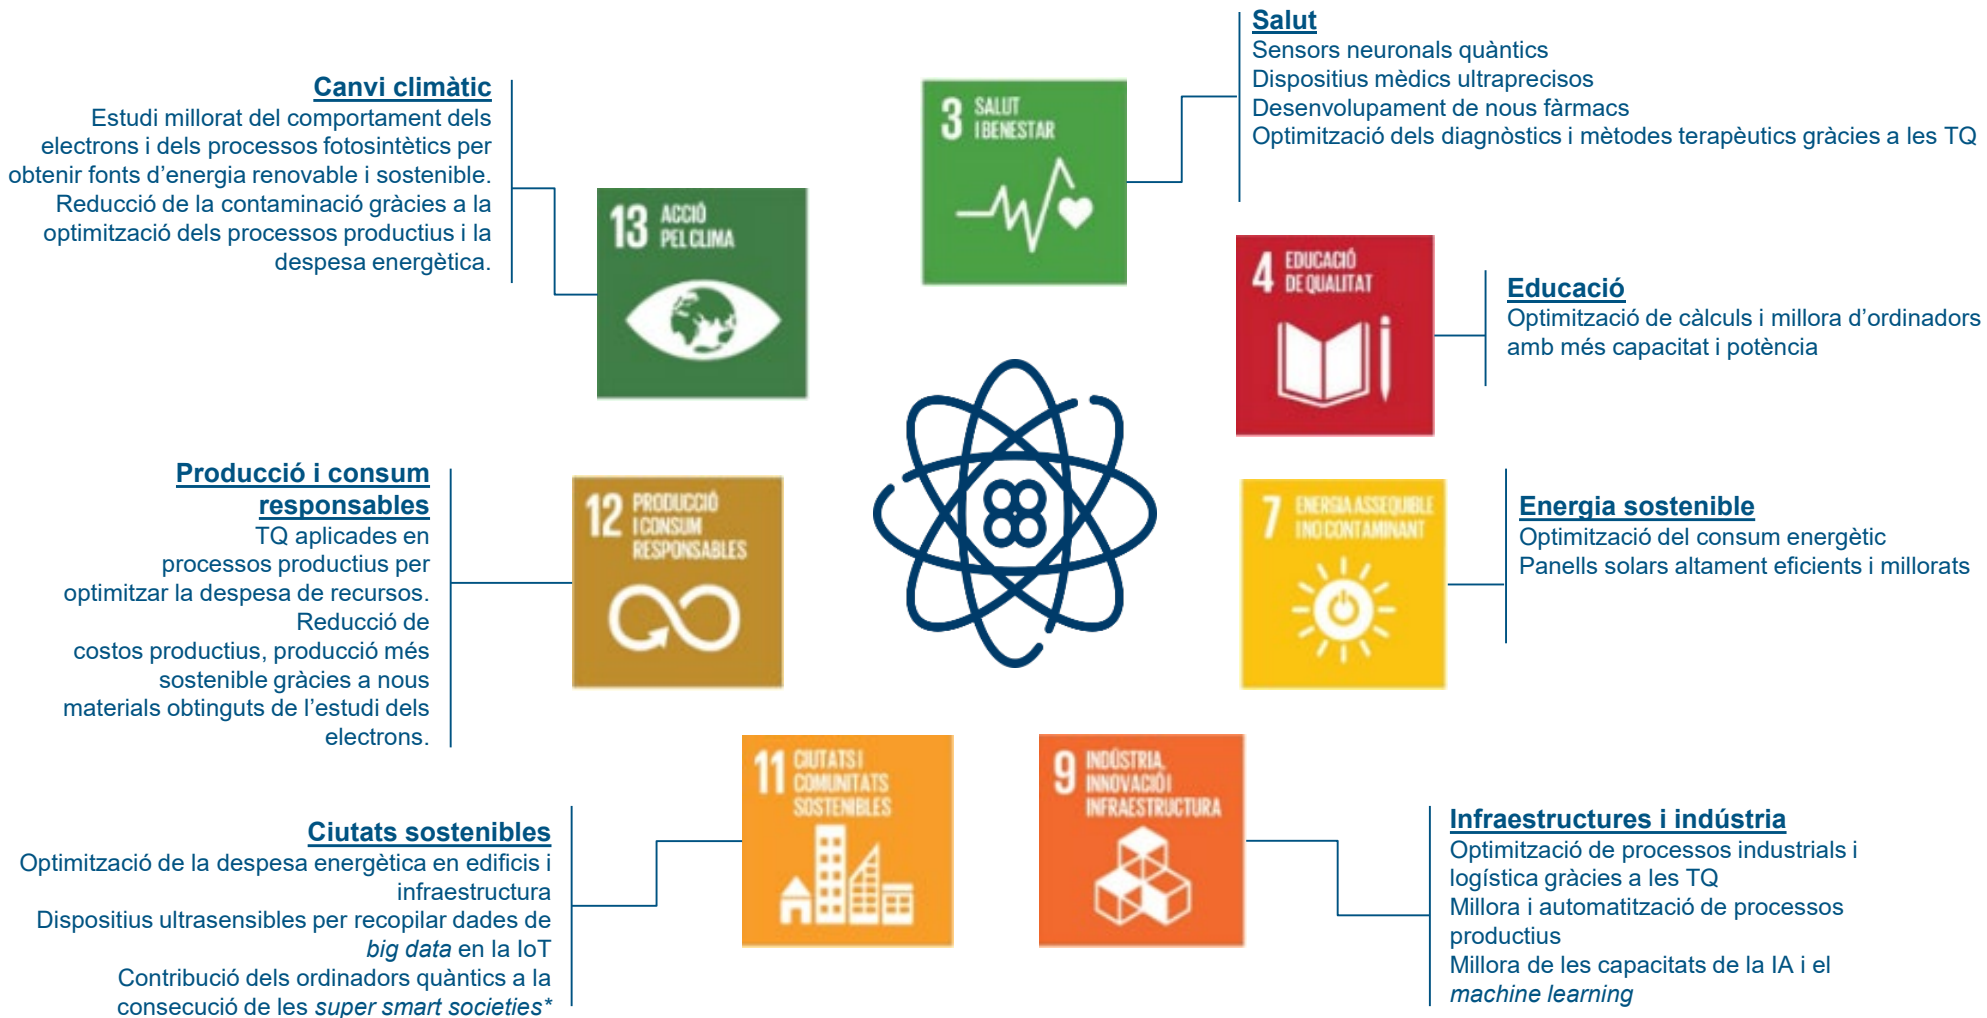 Salut
Sensors neuronals quàntics
Dispositius mèdics ultraprecisos
Desenvolupament de nous fàrmacs
Optimització dels diagnòstics i mètodes terapèutics gràcies a les TQ
3 SALUT
I BENESTAR
Canvi climàtic
Estudi millorat del comportament dels
electrons i dels processos fotosintètics per
obtenir fonts d’energia renovable i sostenible.
Reducció de la contaminació gràcies a la
optimització dels processos productius i la
despesa energètica.
13 ACCIÓ
PEL CLIMA
4 EDUCACIÓ
DE QUALITAT
Educació
Optimització de càlculs i millora d’ordinadors
amb més capacitat i potència
Producció i consum
responsables
TQ aplicades en
processos productius per
optimitzar la despesa de recursos.
Reducció de
costos productius, producció més
sostenible gràcies a nous
materials obtinguts de l’estudi dels
electrons.
12 PRODUCCIÓ
I CONSUM
RESPONSABLES
7 ENERGIA ASSEQUIBLE
I NO CONTAMINANT
Energia sostenible
Optimització del consum energètic
Panells solars altament eficients i millorats
Ciutats sostenibles
Optimització de la despesa energètica en edificis i
infraestructura
Dispositius ultrasensibles per recopilar dades de
big data en la IoT
Contribució dels ordinadors quàntics a la
consecució de les super smart societies*
11 CIUTATS I
COMUNITATS
SOSTENIBLES
9 INDÚSTRIA,
INNOVACIÓ I
INFRAESTRUCTURA
Infraestructures i indústria
Optimització de processos industrials i
logística gràcies a les TQ
Millora i automatització de processos
productius
Millora de les capacitats de la IA i el
machine learning